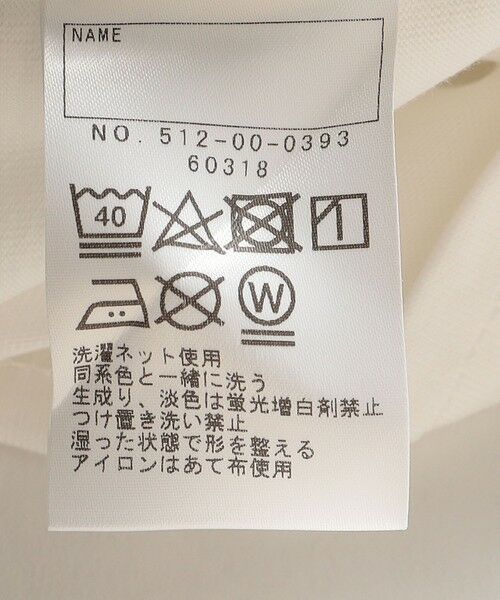 NAME
NO. 512-00-0393
60318
40
W
洗濯ネット使用
同系色と一緒に洗う
生成り、淡色は蛍光増白剤禁止
つけ置き洗い禁止
湿った状態で形を整える
アイロンはあて布使用